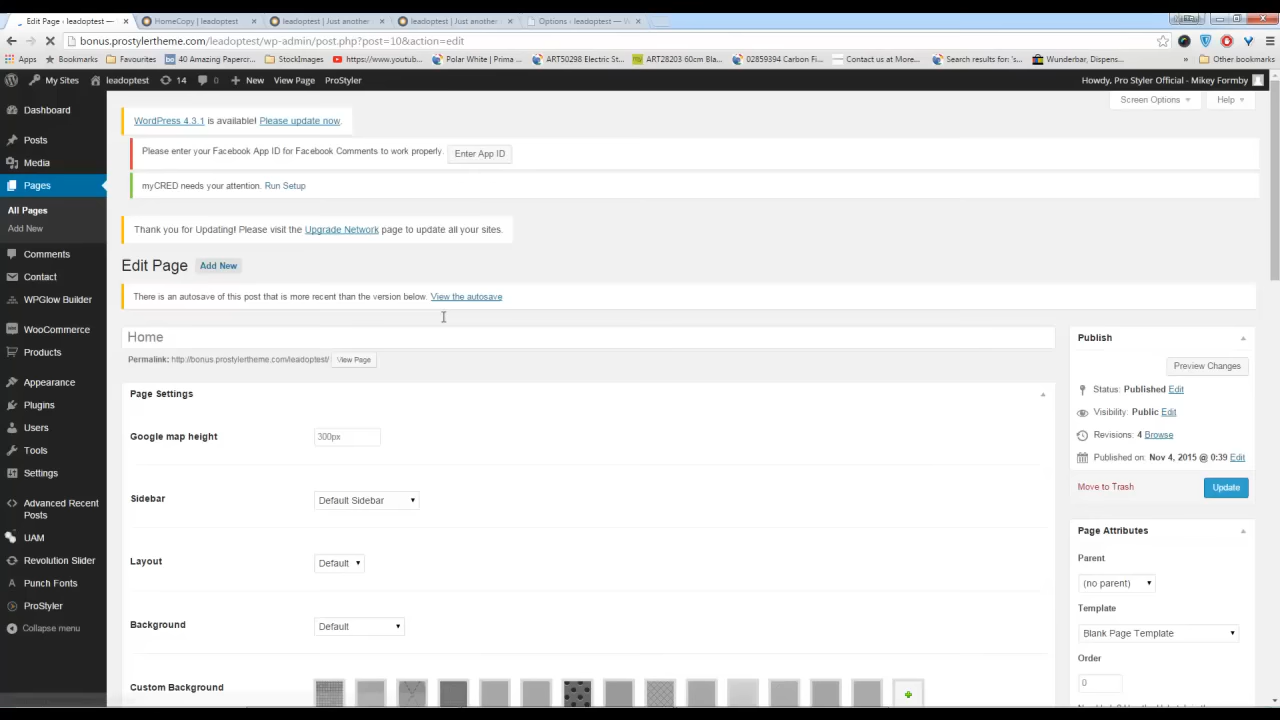 Edit Page ‹ leadoptest — 
HomeCopy | leadoptest
leadoptest | Just another
leadoptest | Just another
Options ‹ leadoptest — W
bonus.prostylertheme.com/leadoptest/wp-admin/post.php?post=10&action=edit
Apps
Bookmarks
Favourites
40 Amazing Papercr...
StockImages
https://www.youtub...
Polar White | Prima ...
ART50298 Electric St...
ART28203 60cm Bla...
02859394 Carbon Fi...
Contact us at More...
Search results for: 's...
Wunderbar, Dispens...
»
Other bookmarks
My Sites
leadoptest
14
0
+ New
View Page
ProStyler
Howdy, Pro Styler Official - Mikey Formby
Screen Options
Help
Dashboard
Posts
Media
Pages
All Pages
Add New
Comments
Contact
WPGlow Builder
WooCommerce
Products
Appearance
Plugins
Users
Tools
Settings
Advanced Recent
Posts
UAM
Revolution Slider
Punch Fonts
ProStyler
Collapse menu
WordPress 4.3.1 is available! Please update now.
Please enter your Facebook App ID for Facebook Comments to work properly. Enter App ID
myCRED needs your attention. Run Setup
Thank you for Updating! Please visit the Upgrade Network page to update all your sites.
Edit Page Add New
There is an autosave of this post that is more recent than the version below. View the autosave
Home
Permalink: http://bonus.prostylertheme.com/leadoptest/ View Page
Page Settings
Google map height
300px
Sidebar
Default Sidebar
Layout
Default
Background
Default
Custom Background
Publish
Preview Changes
Status: Published Edit
Visibility: Public Edit
Revisions: 4 Browse
Published on: Nov 4, 2015 @ 0:39 Edit
Move to Trash
Update
Page Attributes
Parent
(no parent)
Template
Blank Page Template
Order
0